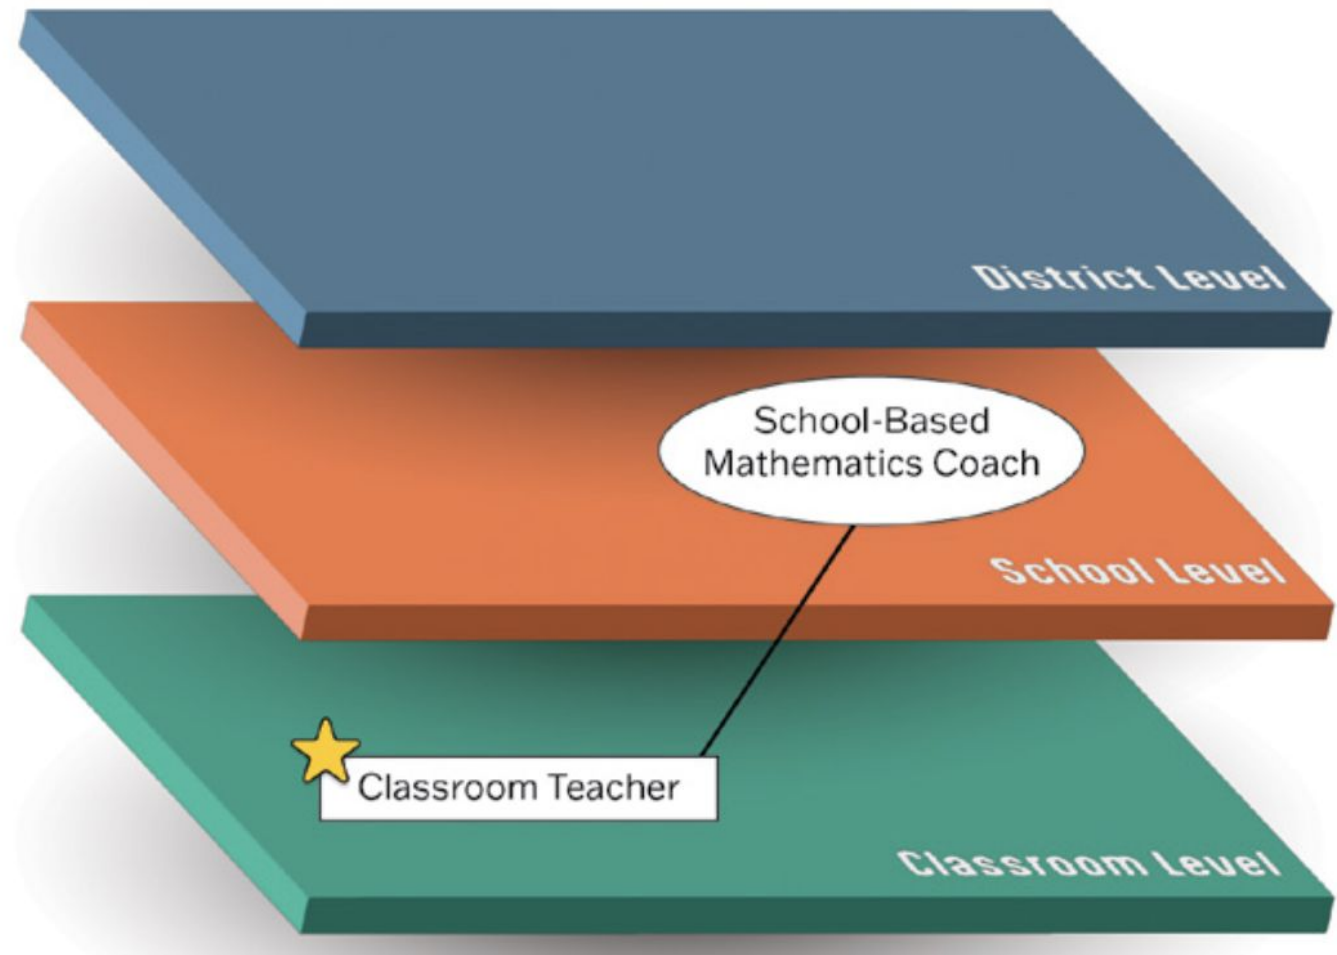 District Level
School-Based
Mathematics Coach
School Level
Classroom Teacher
Classroom Level